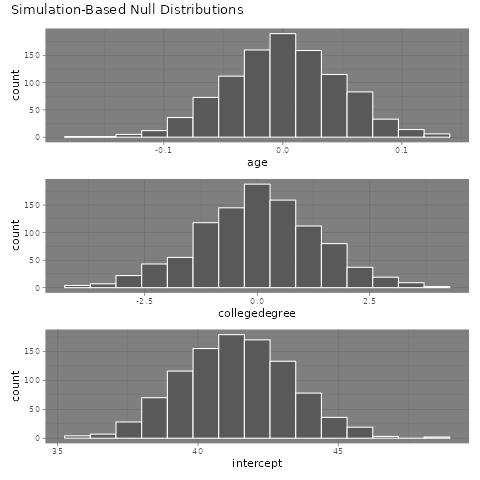 Simulation-Based Null Distributions
150
100
50
0
count
-0.1 0.0 0.1
age
150
100
50
0
count
-2.5 0.0 2.5
collegedegree
150
100
50
0
count
35 40 45
intercept